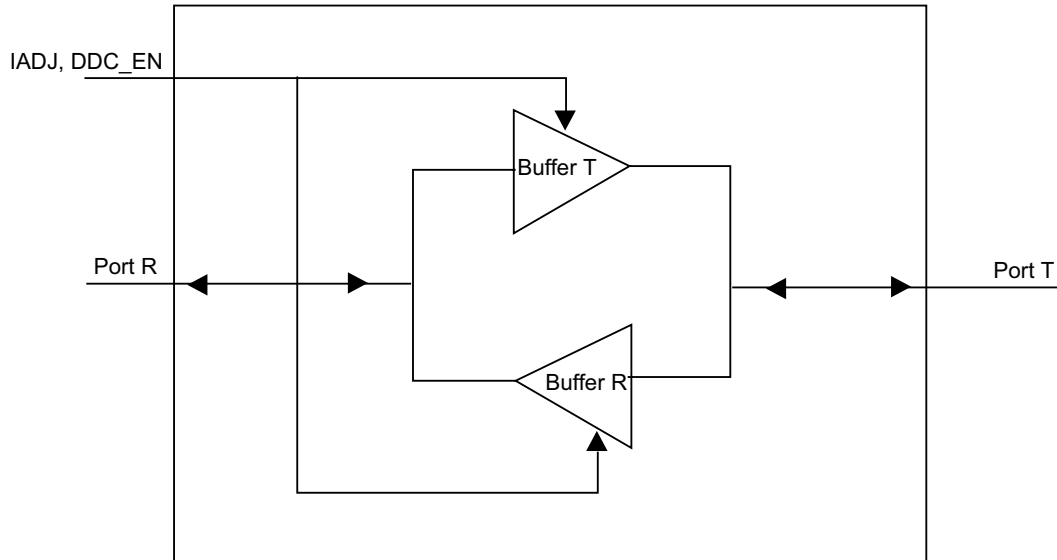 IADJ, DDC_EN
Buffer T
Port R
Port T
Buffer R